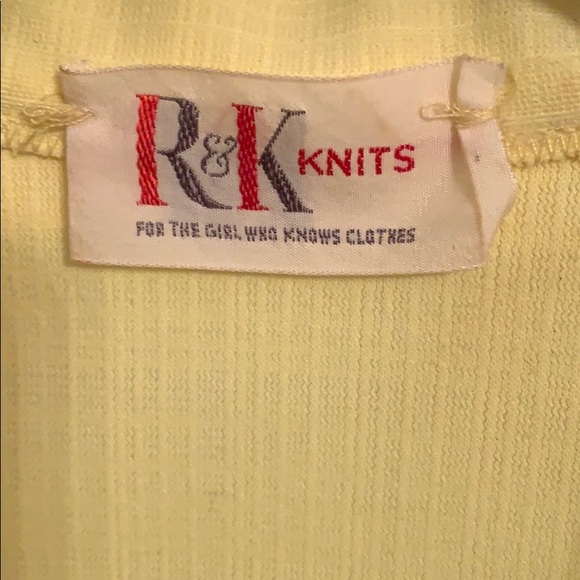 R&K KNITS
FOR THE GIRL WHO KNOWS CLOTHES